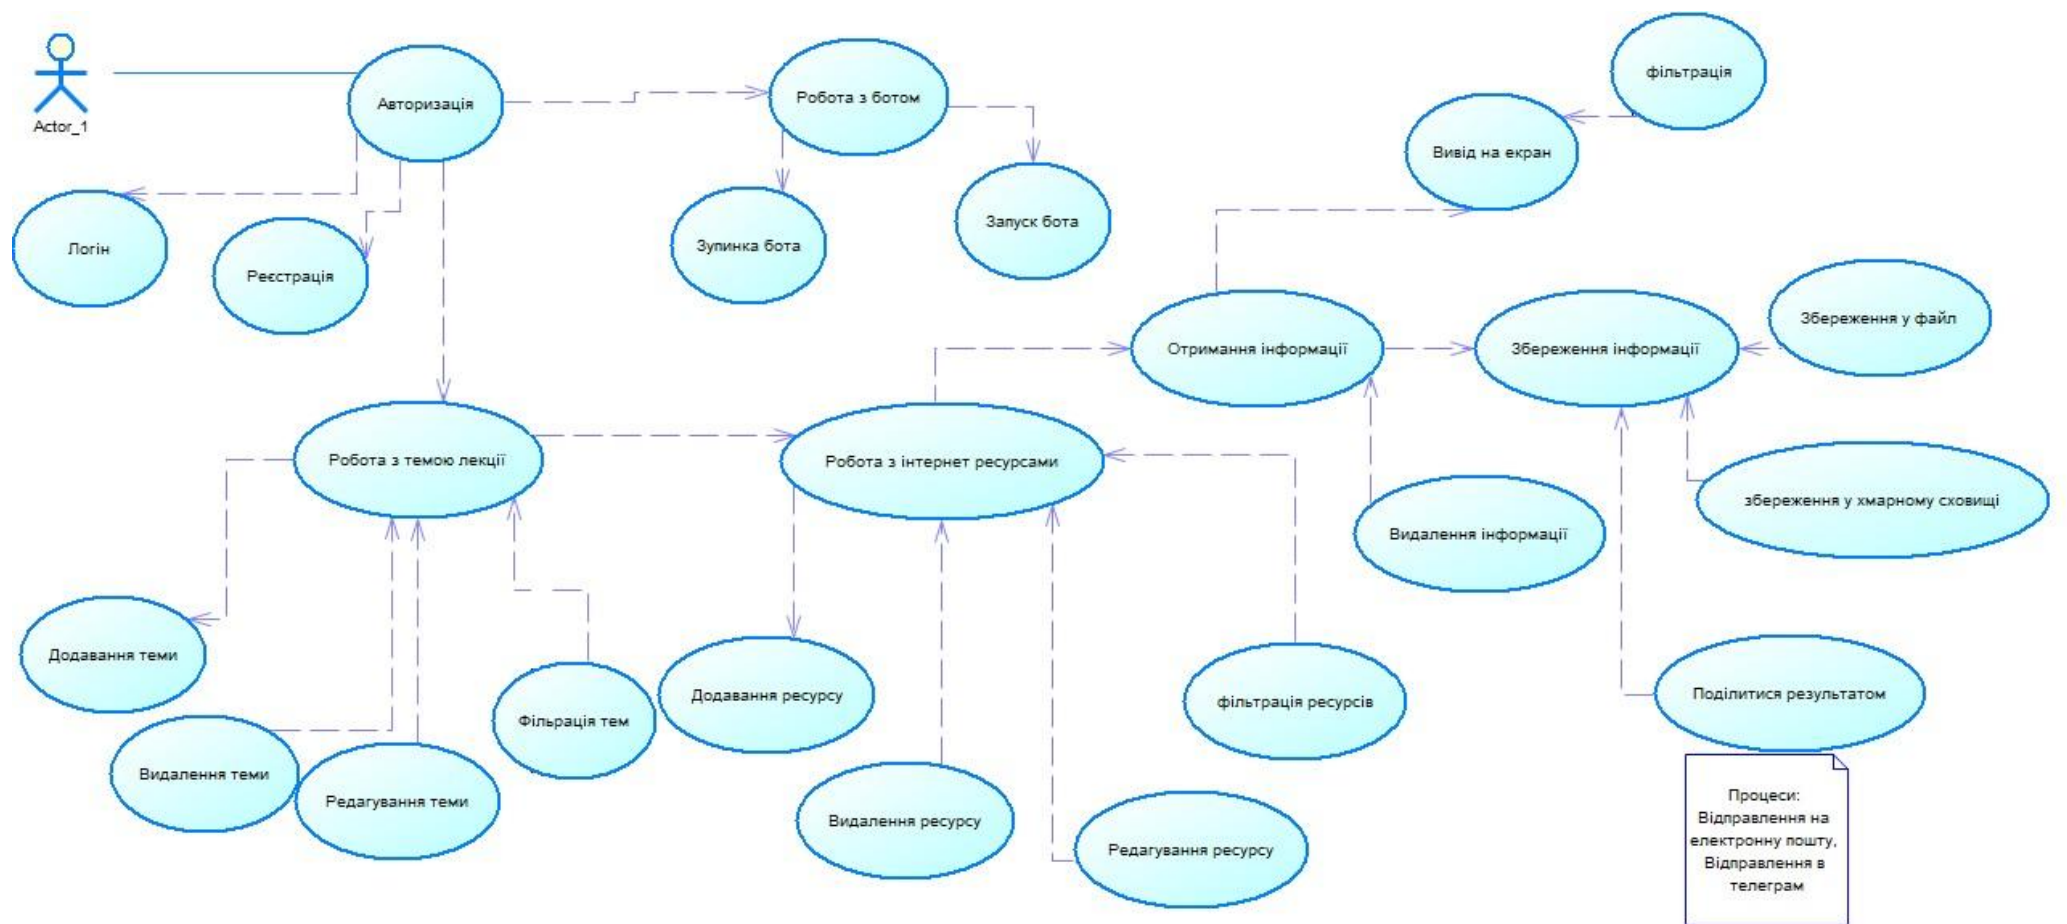 фільтрація
Авторизація
Робота з ботом
Actor_1
Вивід на екран
Логін
Реєстрація
Зупинка бота
Запуск бота
Отримання інформації
Збереження інформації
Збереження у файл
Робота з темою лекції
Робота з інтернет ресурсами
збереження у хмарному сховищі
Видалення інформації
Додавання теми
Фільрація тем
Додавання ресурсу
фільтрація ресурсів
Поділитися результатом
Видалення теми
Редагування теми
Видалення ресурсу
Редагування ресурсу
Процеси:
Відправлення на
електронну пошту,
Відправлення в
телеграм